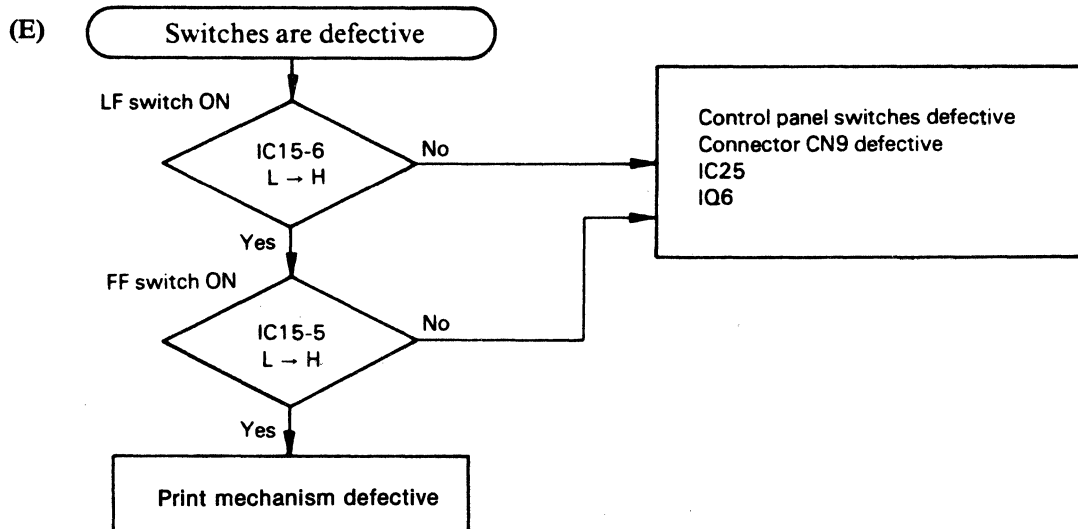 (E)
Switches are defective
LF switch ON
IC15-6
L → H
No
Yes
Control panel switches defective
Connector CN9 defective
IC25
IQ6
FF switch ON
IC15-5
L → H
No
Yes
Print mechanism defective